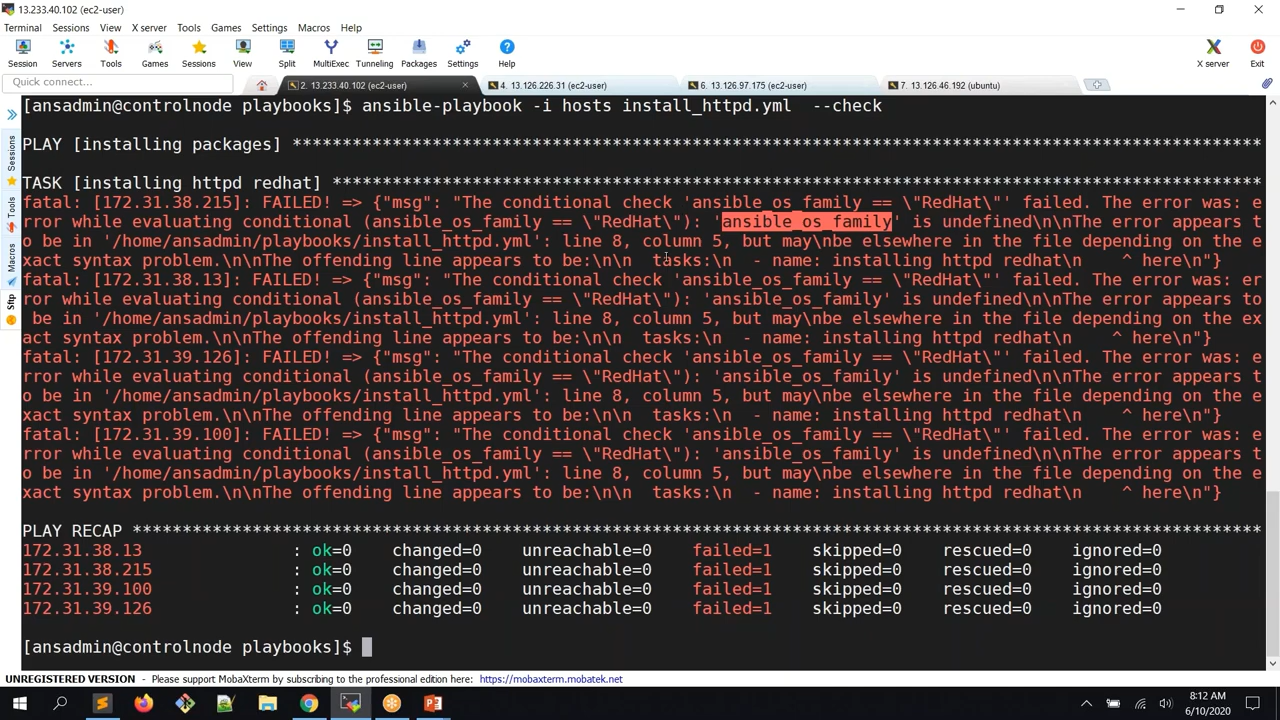 13.233.40.102 (ec2-user)
Terminal Sessions View X server Tools Games Settings Macros Help
Session Servers Tools Games Sessions View Split MultiExec Tunneling Packages Settings Help X server Exit
Quick connect...
2. 13.233.40.102 (ec2-user) 4. 13.126.226.31 (ec2-user) 6. 13.126.97.175 (ec2-user) 7. 13.126.46.192 (ubuntu)
Sessions
Tools
Macros
Sftp
[ansadmin@controlnode playbooks]$ ansible-playbook -i hosts install_httpd.yml  --check
PLAY [installing packages] *************************************************************************************************
TASK [installing httpd redhat] *********************************************************************************************
fatal: [172.31.38.215]: FAILED! => {"msg": "The conditional check 'ansible_os_family == \"RedHat\"' failed. The error was: e
rror while evaluating conditional (ansible_os_family == \"RedHat\"): 'ansible_os_family' is undefined\n\nThe error appears t
o be in '/home/ansadmin/playbooks/install_httpd.yml': line 8, column 5, but may\nbe elsewhere in the file depending on the e
xact syntax problem.\n\nThe offending line appears to be:\n\n  tasks:\n  - name: installing httpd redhat\n    ^ here\n"}
fatal: [172.31.38.13]: FAILED! => {"msg": "The conditional check 'ansible_os_family == \"RedHat\"' failed. The error was: e
rror while evaluating conditional (ansible_os_family == \"RedHat\"): 'ansible_os_family' is undefined\n\nThe error appears to
 be in '/home/ansadmin/playbooks/install_httpd.yml': line 8, column 5, but may\nbe elsewhere in the file depending on the ex
act syntax problem.\n\nThe offending line appears to be:\n\n  tasks:\n  - name: installing httpd redhat\n    ^ here\n"}
fatal: [172.31.39.126]: FAILED! => {"msg": "The conditional check 'ansible_os_family == \"RedHat\"' failed. The error was: e
rror while evaluating conditional (ansible_os_family == \"RedHat\"): 'ansible_os_family' is undefined\n\nThe error appears t
o be in '/home/ansadmin/playbooks/install_httpd.yml': line 8, column 5, but may\nbe elsewhere in the file depending on the e
xact syntax problem.\n\nThe offending line appears to be:\n\n  tasks:\n  - name: installing httpd redhat\n    ^ here\n"}
fatal: [172.31.39.100]: FAILED! => {"msg": "The conditional check 'ansible_os_family == \"RedHat\"' failed. The error was: e
rror while evaluating conditional (ansible_os_family == \"RedHat\"): 'ansible_os_family' is undefined\n\nThe error appears t
o be in '/home/ansadmin/playbooks/install_httpd.yml': line 8, column 5, but may\nbe elsewhere in the file depending on the e
xact syntax problem.\n\nThe offending line appears to be:\n\n  tasks:\n  - name: installing httpd redhat\n    ^ here\n"}
PLAY RECAP *****************************************************************************************************************
172.31.38.13 : ok=0 changed=0 unreachable=0 failed=1 skipped=0 rescued=0 ignored=0
172.31.38.215 : ok=0 changed=0 unreachable=0 failed=1 skipped=0 rescued=0 ignored=0
172.31.39.100 : ok=0 changed=0 unreachable=0 failed=1 skipped=0 rescued=0 ignored=0
172.31.39.126 : ok=0 changed=0 unreachable=0 failed=1 skipped=0 rescued=0 ignored=0
[ansadmin@controlnode playbooks]$
UNREGISTERED VERSION - Please support MobaXterm by subscribing to the professional edition here: https://mobaxterm.mobatek.net
8:12 AM
6/10/2020